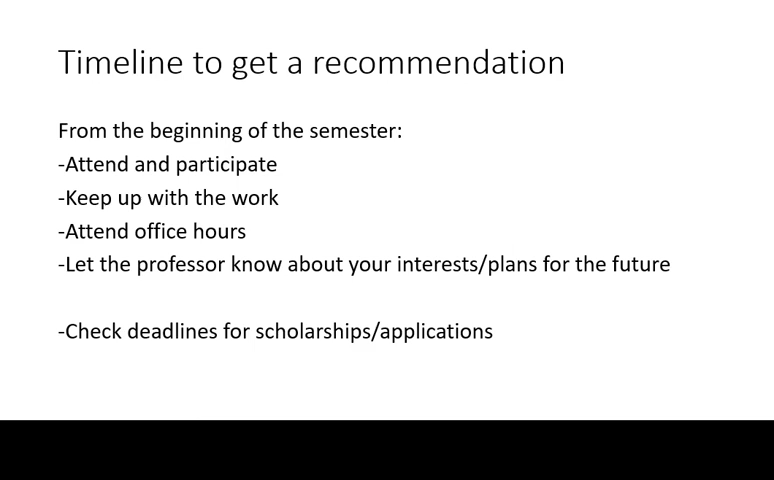 Timeline to get a recommendation
From the beginning of the semester:
-Attend and participate
-Keep up with the work
-Attend office hours
-Let the professor know about your interests/plans for the future
-Check deadlines for scholarships/applications